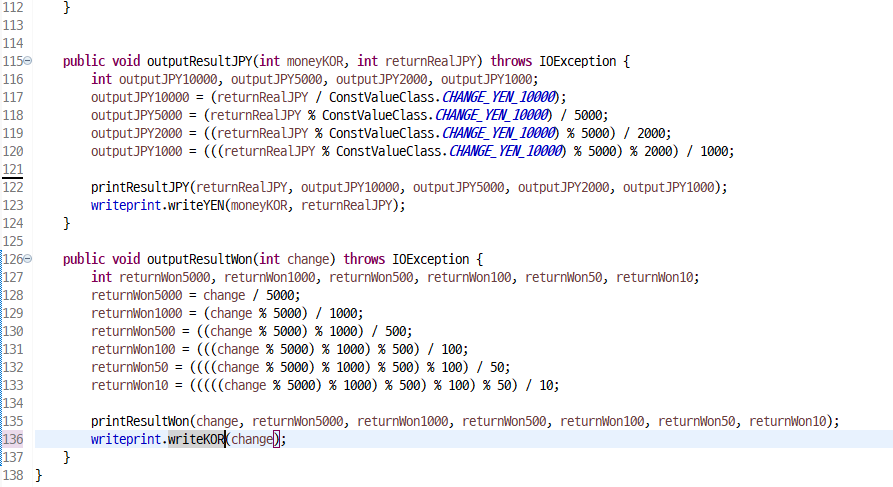 112     }
113
114
115     public void outputResultJPY(int moneyKOR, int returnRealJPY) throws IOException {
116         int outputJPY10000, outputJPY5000, outputJPY2000, outputJPY1000;
117         outputJPY10000 = (returnRealJPY / ConstValueClass.CHANGE_YEN_10000);
118         outputJPY5000 = (returnRealJPY % ConstValueClass.CHANGE_YEN_10000) / 5000;
119         outputJPY2000 = ((returnRealJPY % ConstValueClass.CHANGE_YEN_10000) % 5000) / 2000;
120         outputJPY1000 = (((returnRealJPY % ConstValueClass.CHANGE_YEN_10000) % 5000) % 2000) / 1000;
121
122         printResultJPY(returnRealJPY, outputJPY10000, outputJPY5000, outputJPY2000, outputJPY1000);
123         writeprint.writeYEN(moneyKOR, returnRealJPY);
124     }
125
126     public void outputResultWon(int change) throws IOException {
127         int returnWon5000, returnWon1000, returnWon500, returnWon100, returnWon50, returnWon10;
128         returnWon5000 = change / 5000;
129         returnWon1000 = (change % 5000) / 1000;
130         returnWon500 = ((change % 5000) % 1000) / 500;
131         returnWon100 = (((change % 5000) % 1000) % 500) / 100;
132         returnWon50 = ((((change % 5000) % 1000) % 500) % 100) / 50;
133         returnWon10 = (((((change % 5000) % 1000) % 500) % 100) % 50) / 10;
134
135         printResultWon(change, returnWon5000, returnWon1000, returnWon500, returnWon100, returnWon50, returnWon10);
136         writeprint.writeKOR(change);
137     }
138 }